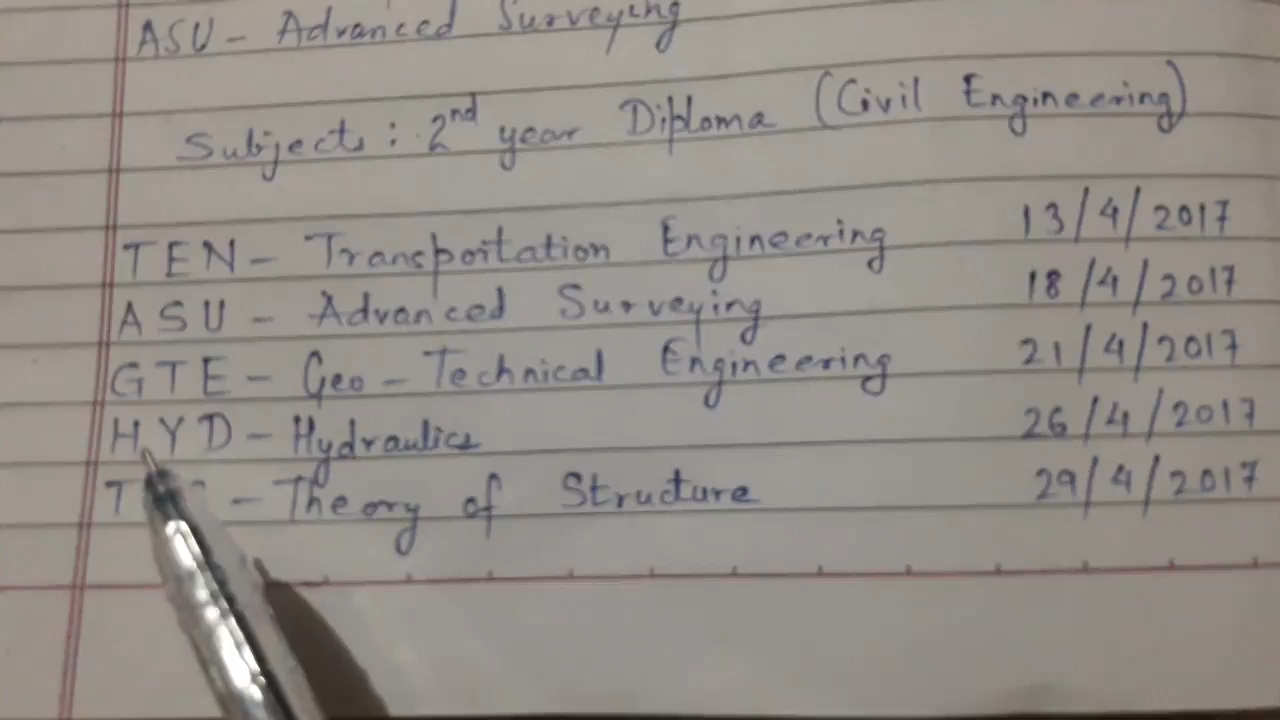 ASU - Advanced Surveying
Subjects : 2nd year Diploma (Civil Engineering)
TEN - Transportation Engineering 13/4/2017
ASU - Advanced Surveying 18/4/2017
GTE - Geo - Technical Engineering 21/4/2017
HYD - Hydraulics 26/4/2017
- Theory of Structure 29/4/2017